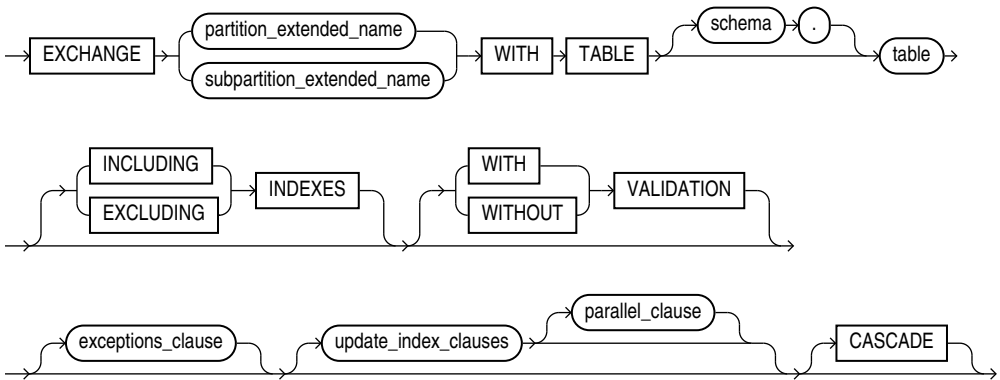 partition_extended_name
EXCHANGE WITH TABLE schema . table
subpartition_extended_name
INCLUDING
EXCLUDING
INDEXES
WITH
WITHOUT
VALIDATION
exceptions_clause update_index_clauses parallel_clause CASCADE